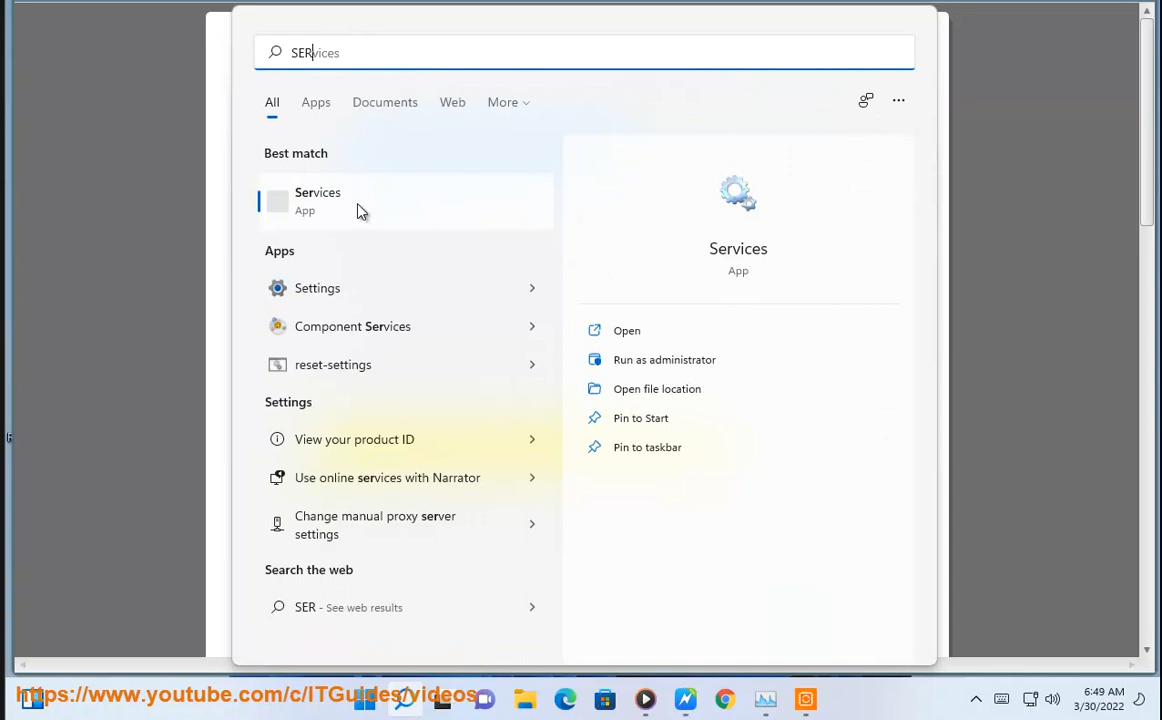 SERvices
All Apps Documents Web More
Best match
Services
App
Services
App
Apps
Settings
Component Services
reset-settings
Open
Run as administrator
Open file location
Pin to Start
Pin to taskbar
Settings
View your product ID
Use online services with Narrator
Change manual proxy server
settings
Search the web
SER - See web results
https://www.youtube.com/c/ITGuides/videos
6:49 AM
3/30/2022